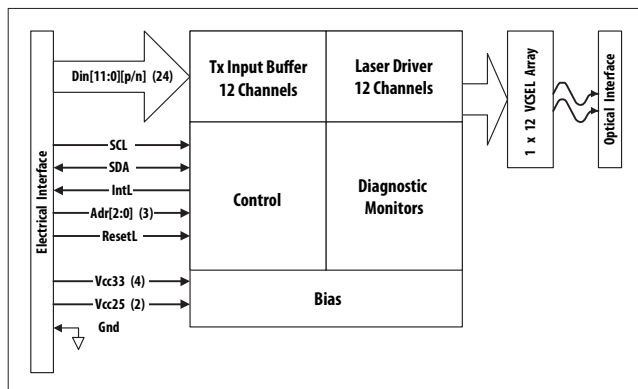 Electrical Interface
Din[11:0][p/n] (24)
SCL
SDA
IntL
Adr[2:0] (3)
ResetL
Vcc33 (4)
Vcc25 (2)
Gnd
Tx Input Buffer
12 Channels
Laser Driver
12 Channels
Control
Diagnostic
Monitors
Bias
1 x 12 VCSEL Array
Optical Interface